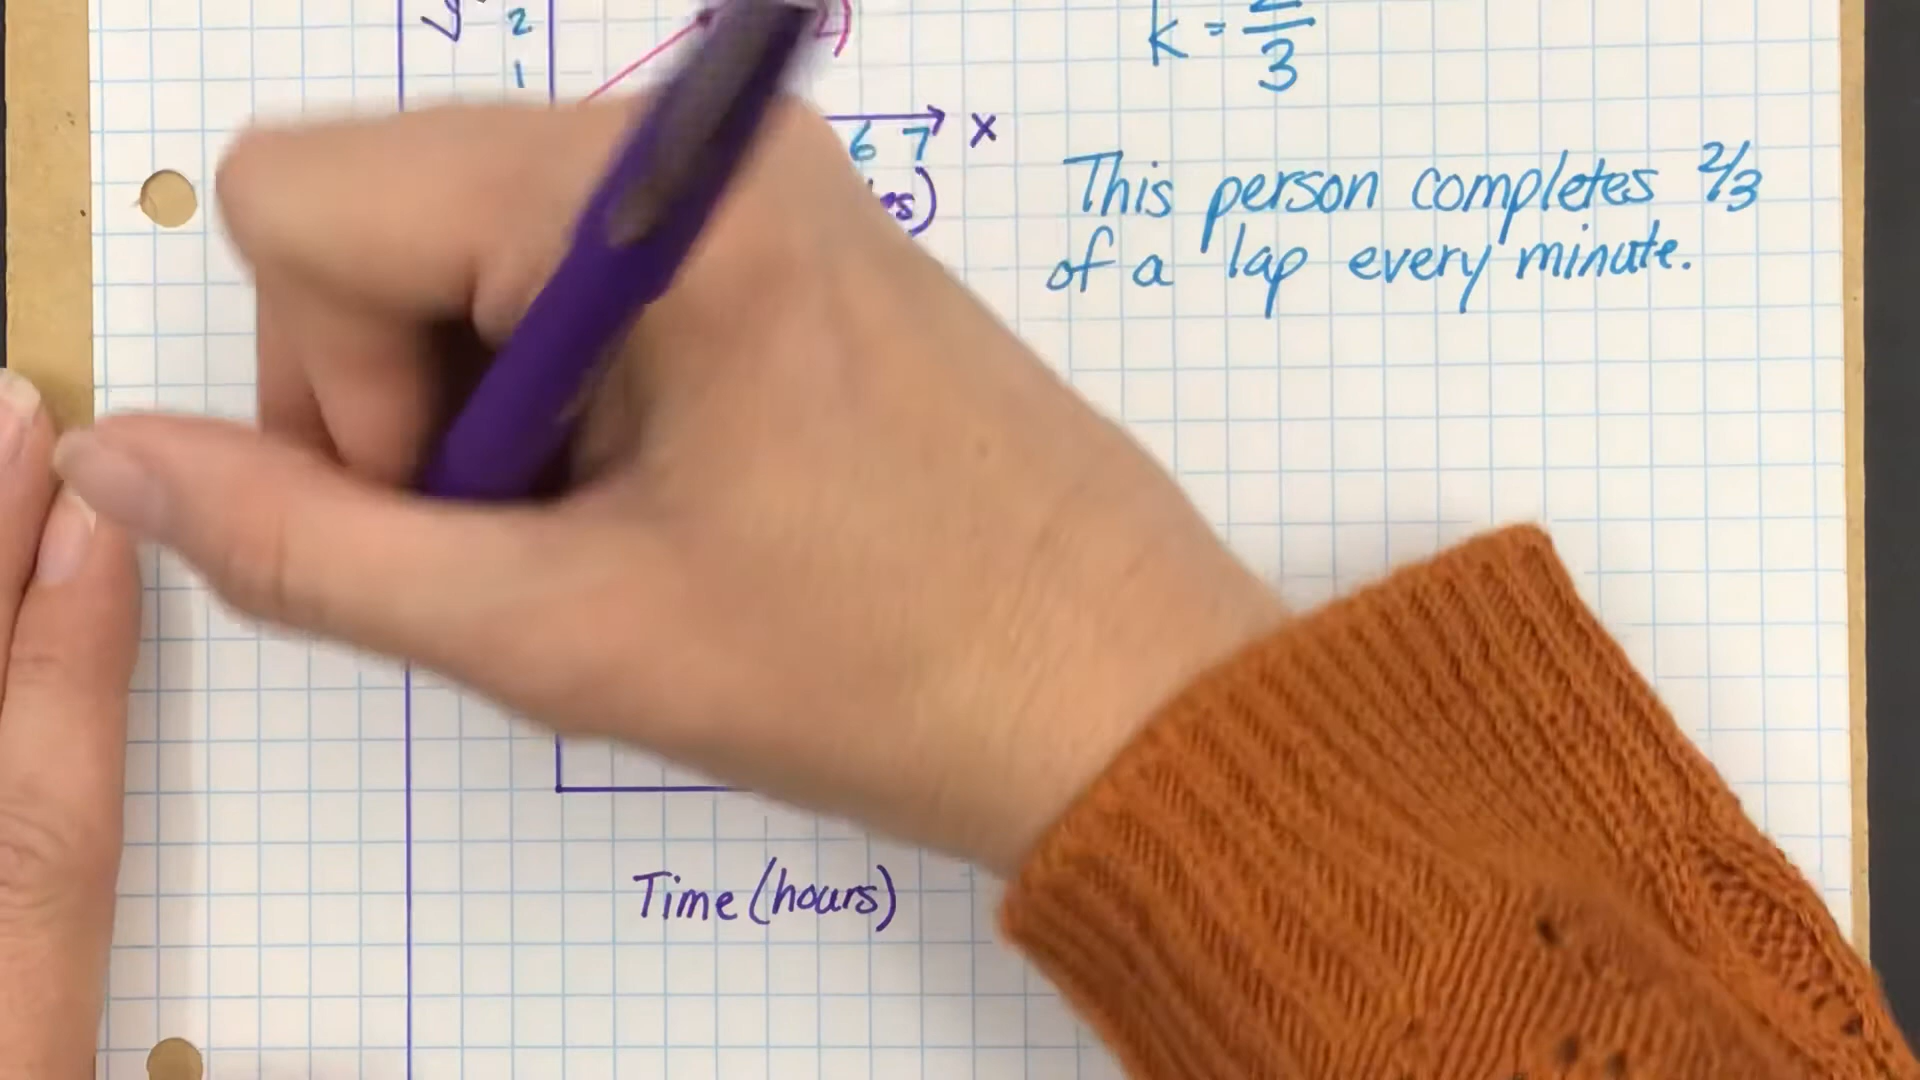 2
1
k = 2/3
6 7 x
This person completes 2/3
of a lap every minute.
Time (hours)